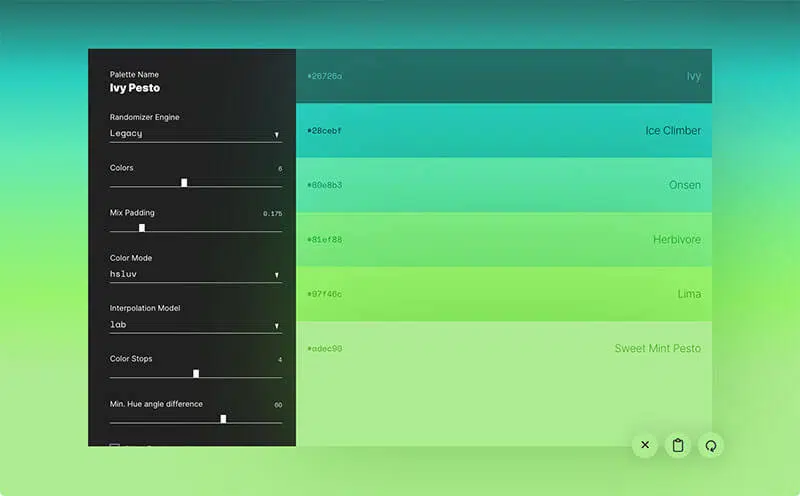 Palette Name
Ivy Pesto
Randomizer Engine
Legacy
Colors 6
Mix Padding 0.175
Color Mode
hsluv
Interpolation Model
lab
Color Stops 4
Min. Hue angle difference 60
#26726a Ivy
#28cebf Ice Climber
#60e8b3 Onsen
#81ef88 Herbivore
#97f46c Lima
#adec90 Sweet Mint Pesto